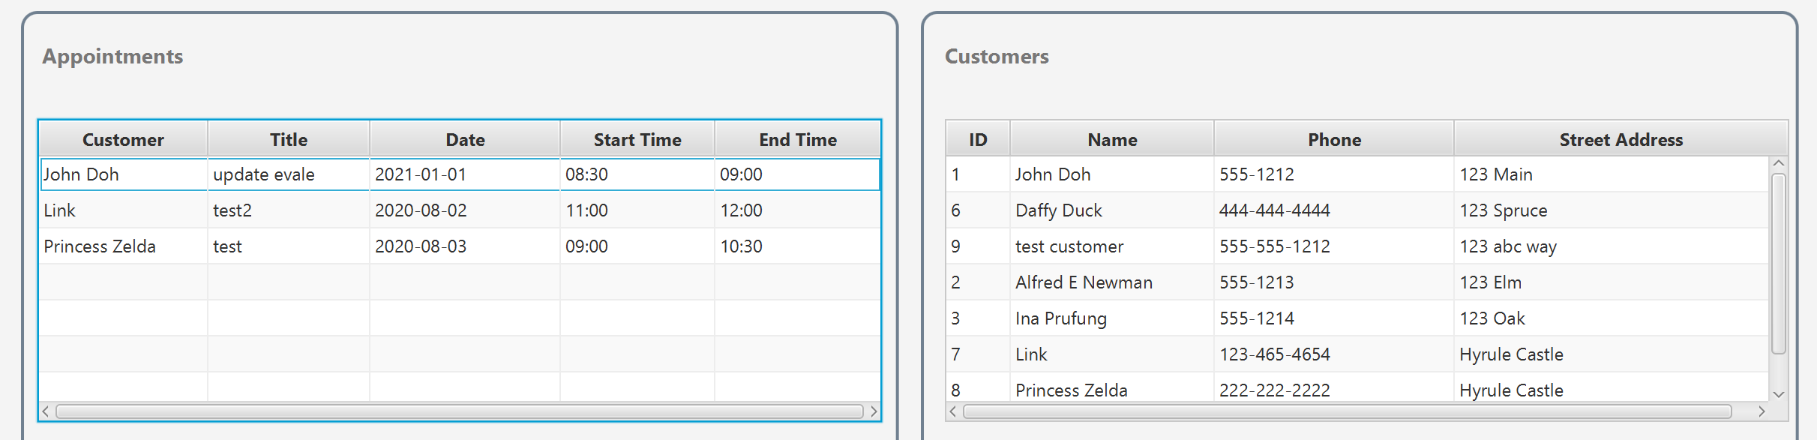 Appointments
Customer Title Date Start Time End Time
John Doh update evale 2021-01-01 08:30 09:00
Link test2 2020-08-02 11:00 12:00
Princess Zelda test 2020-08-03 09:00 10:30
Customers
ID Name Phone Street Address
1 John Doh 555-1212 123 Main
6 Daffy Duck 444-444-4444 123 Spruce
9 test customer 555-555-1212 123 abc way
2 Alfred E Newman 555-1213 123 Elm
3 Ina Prufung 555-1214 123 Oak
7 Link 123-465-4654 Hyrule Castle
8 Princess Zelda 222-222-2222 Hyrule Castle